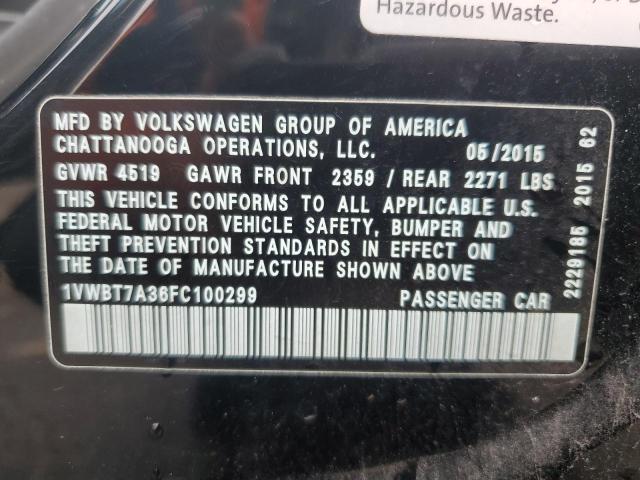 Hazardous Waste.
MFD BY VOLKSWAGEN GROUP OF AMERICA
CHATTANOOGA OPERATIONS, LLC. 05/2015
GVWR 4519 GAWR FRONT 2359 / REAR 2271 LBS
THIS VEHICLE CONFORMS TO ALL APPLICABLE U.S.
FEDERAL MOTOR VEHICLE SAFETY, BUMPER AND
THEFT PREVENTION STANDARDS IN EFFECT ON
THE DATE OF MANUFACTURE SHOWN ABOVE
1VWBT7A36FC100299 PASSENGER CAR
2229185 2015 62